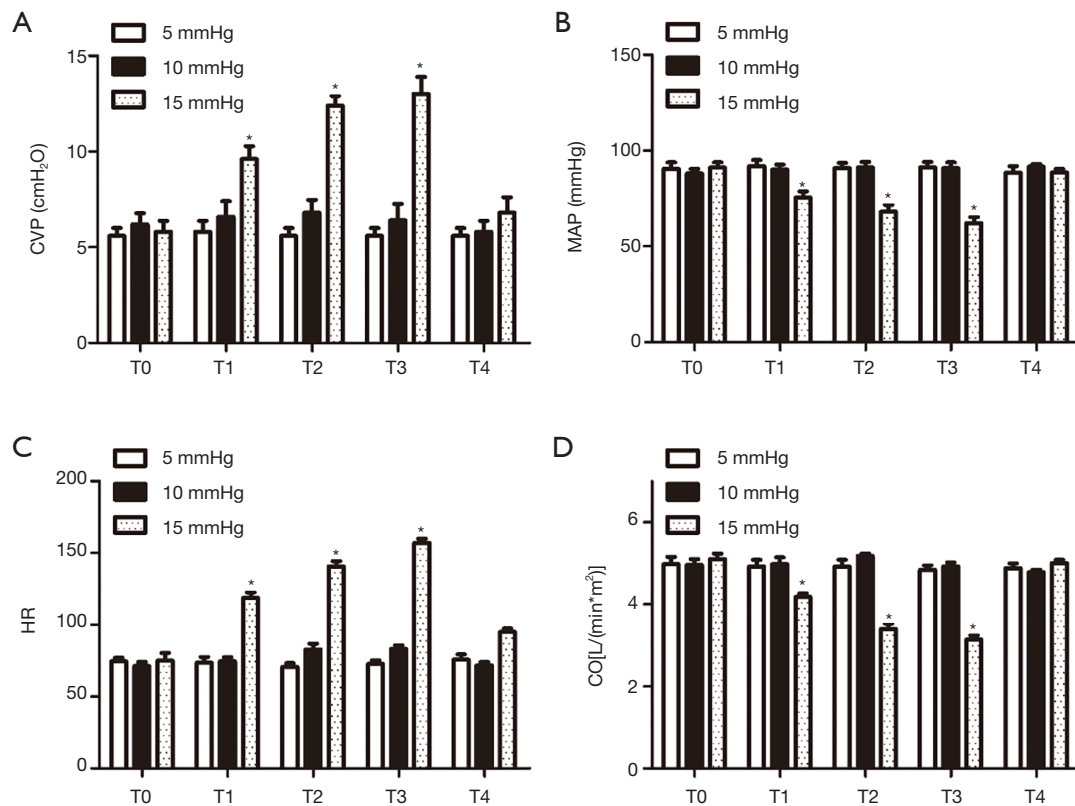 A
5 mmHg
10 mmHg
15 mmHg
CVP (cmH₂O)
15
10
5
0
*
*
*
T0 T1 T2 T3 T4
B
5 mmHg
10 mmHg
15 mmHg
MAP (mmHg)
150
100
50
0
*
*
*
T0 T1 T2 T3 T4
C
5 mmHg
10 mmHg
15 mmHg
HR
200
150
100
50
0
*
*
*
T0 T1 T2 T3 T4
D
5 mmHg
10 mmHg
15 mmHg
CO[L/(min*m²)]
6
4
2
0
*
*
*
T0 T1 T2 T3 T4